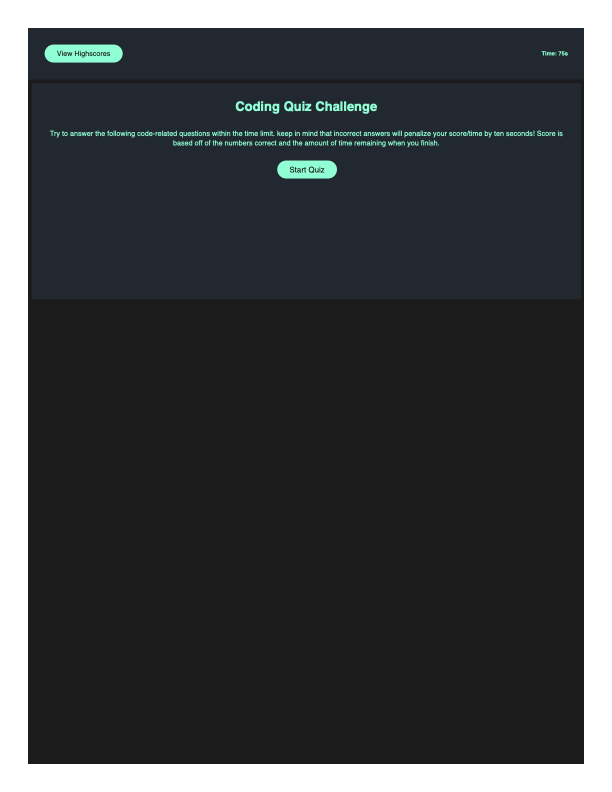 View Highscores
Time: 75s
Coding Quiz Challenge
Try to answer the following code-related questions within the time limit. keep in mind that incorrect answers will penalize your score/time by ten seconds! Score is
based off of the numbers correct and the amount of time remaining when you finish.
Start Quiz